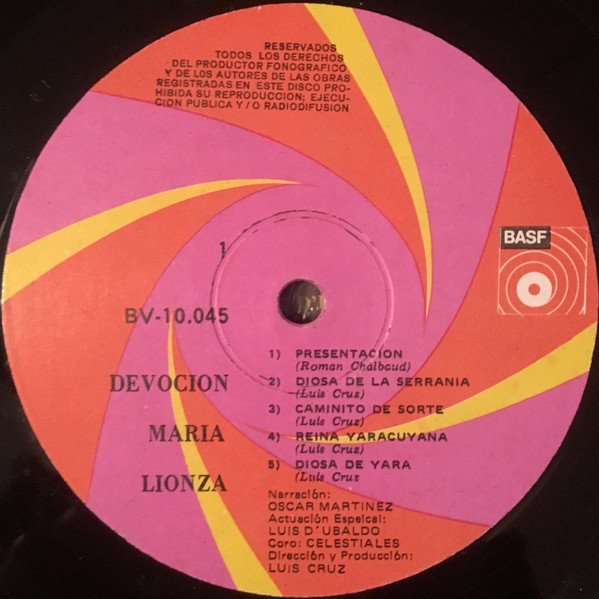 RESERVADOS
TODOS LOS DERECHOS
DEL PRODUCTOR FONOGRAFICO
Y DE LOS AUTORES DE LAS OBRAS
REGISTRADAS EN ESTE DISCO PRO-
HIBIDA SU REPRODUCCION; EJECU-
CION PUBLICA Y/O RADIODIFUSION
BASF
1
BV-10.045
DEVOCION
MARIA
LIONZA
1) PRESENTACION
(Roman Chalbaud)
2) DIOSA DE LA SERRANIA
(Luis Cruz)
3) CAMINITO DE SORTE
(Luis Cruz)
4) REINA YARACUYANA
(Luis Cruz)
5) DIOSA DE YARA
(Luis Cruz
Narración:
OSCAR MARTINEZ
Actuación Espeical:
LUIS D'UBALDO
Coro: CELESTIALES
Dirección y Producción:
LUIS CRUZ